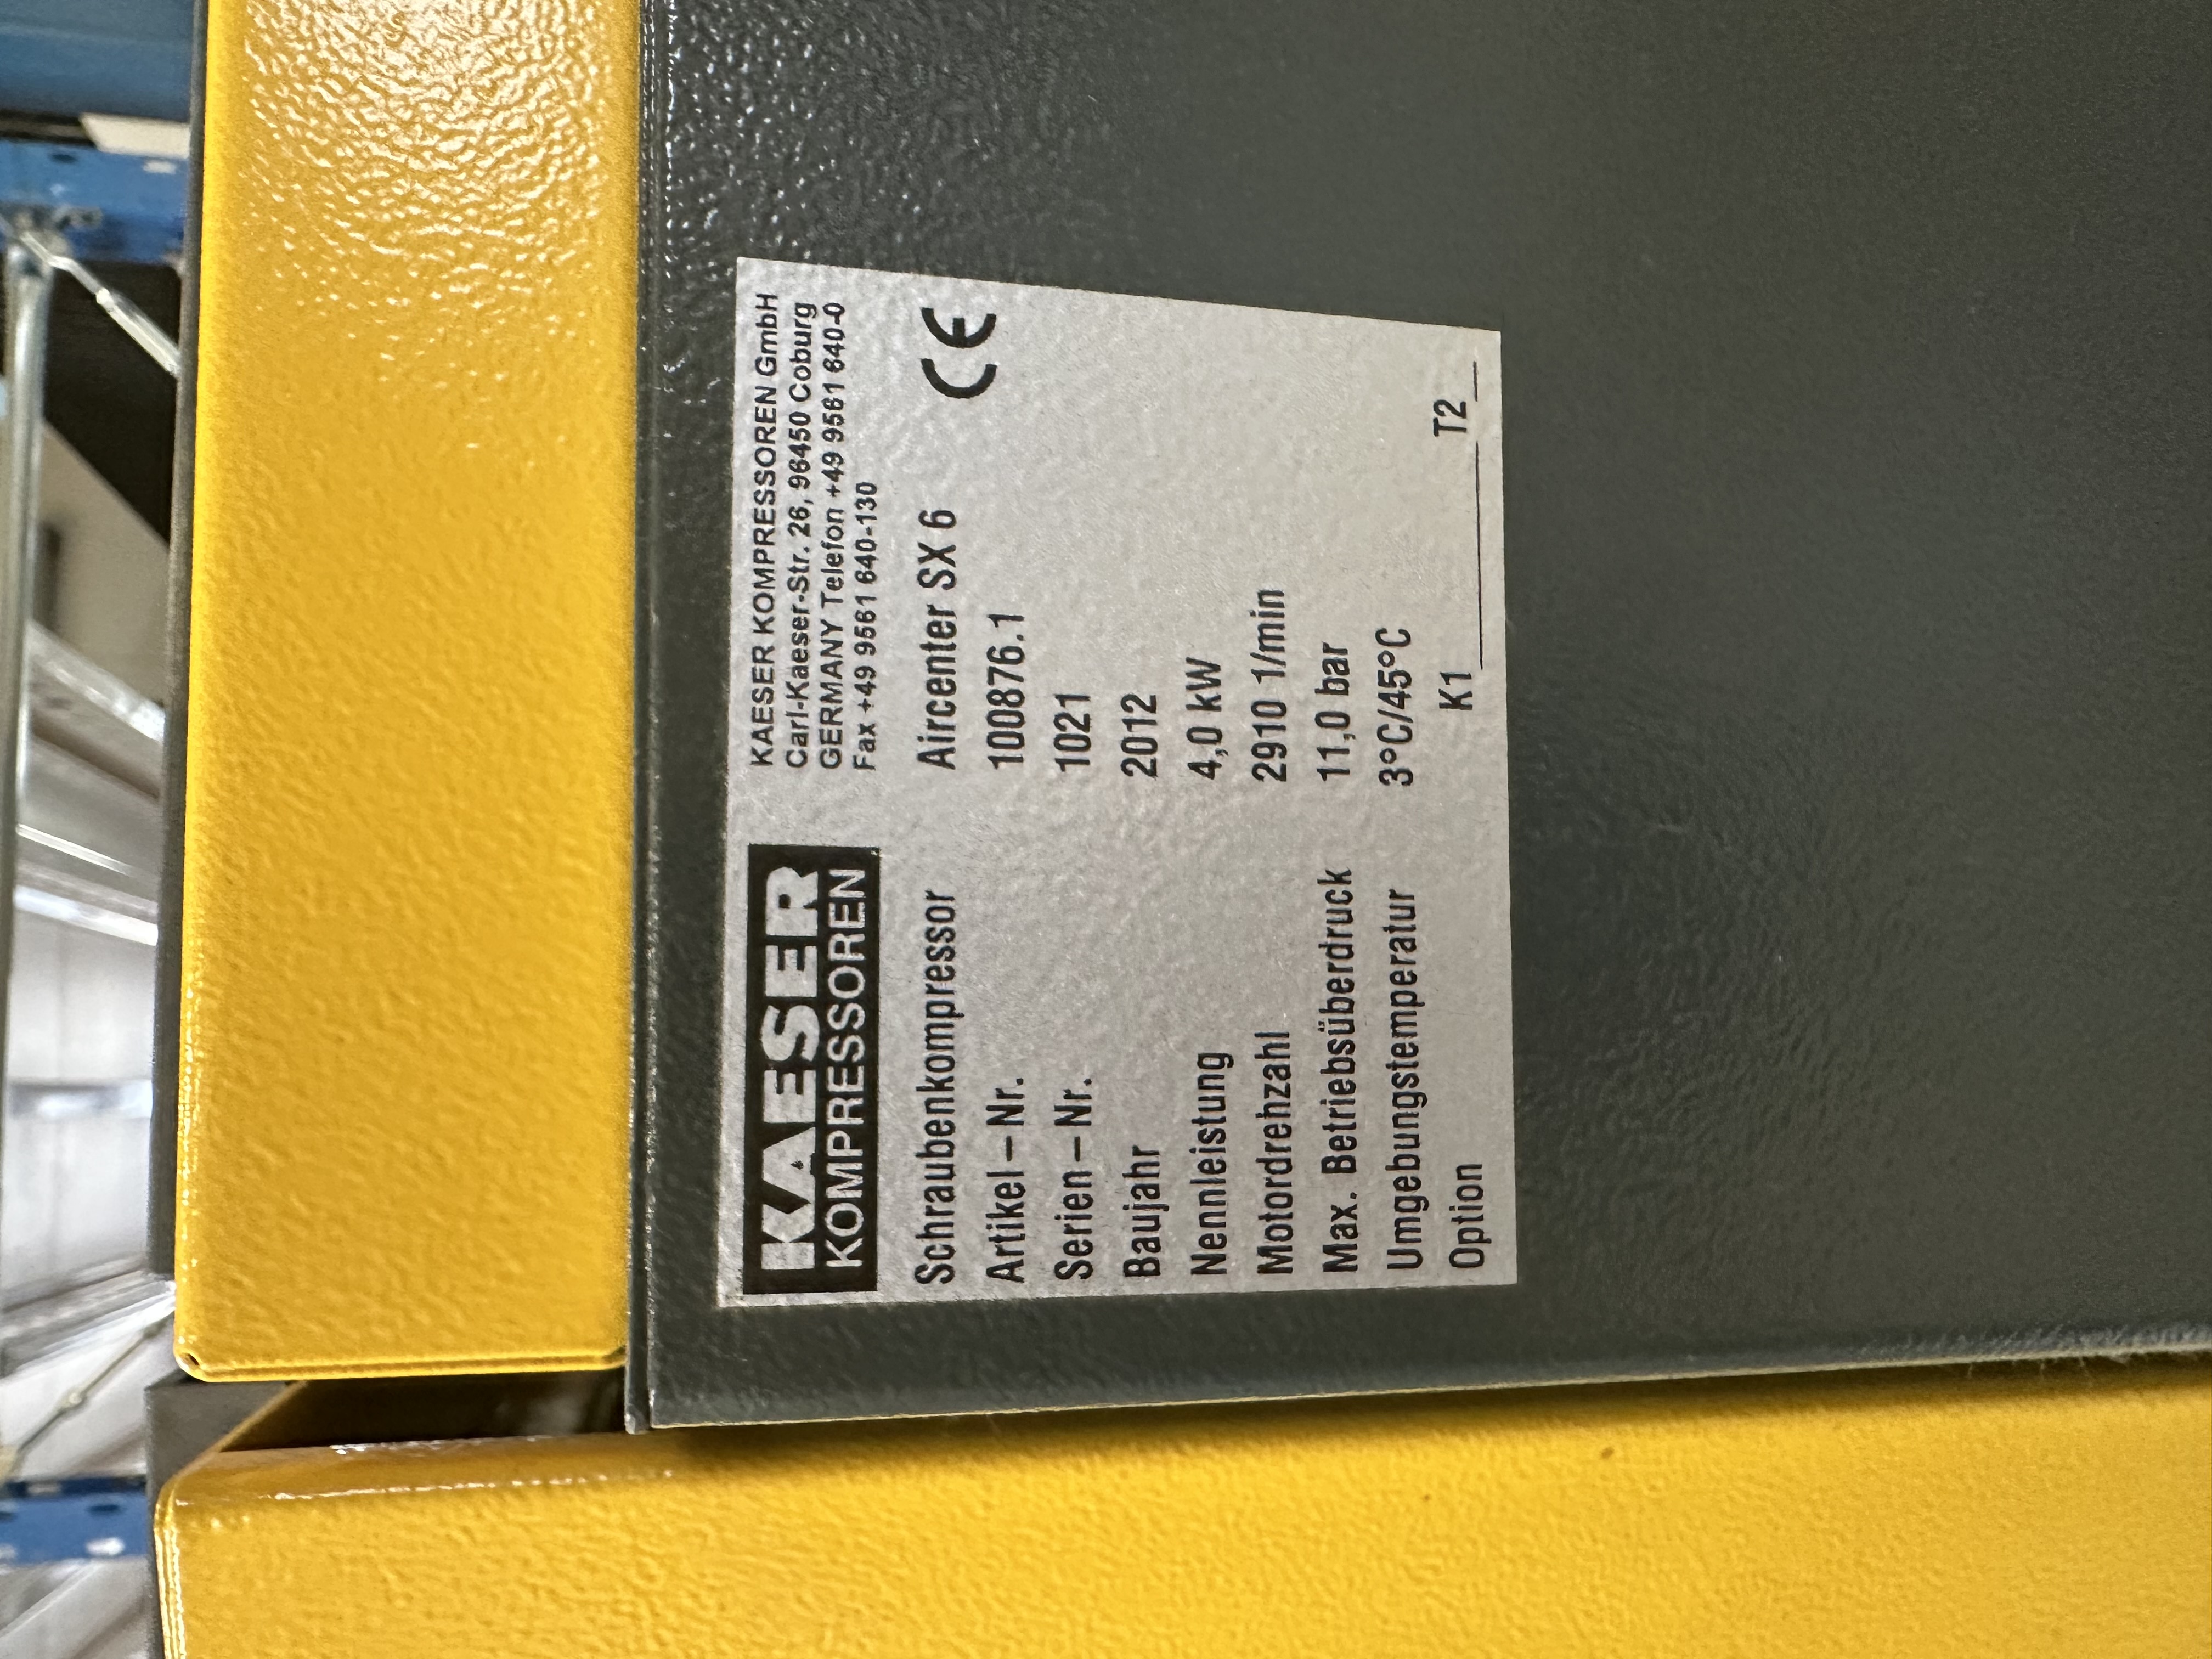 KAESER
KOMPRESSOREN
KAESER KOMPRESSOREN GmbH
Carl-Kaeser-Str. 26, 96450 Coburg
GERMANY Telefon +49 9561 640-0
Fax +49 9561 640-130
Schraubenkompressor Aircenter SX 6 CE
Artikel-Nr. 100876.1
Serien-Nr. 1021
Baujahr 2012
Nennleistung 4,0 kW
Motordrehzahl 2910 1/min
Max. Betriebsüberdruck 11,0 bar
Umgebungstemperatur 3°C/45°C
Option K1 ____ T2 _